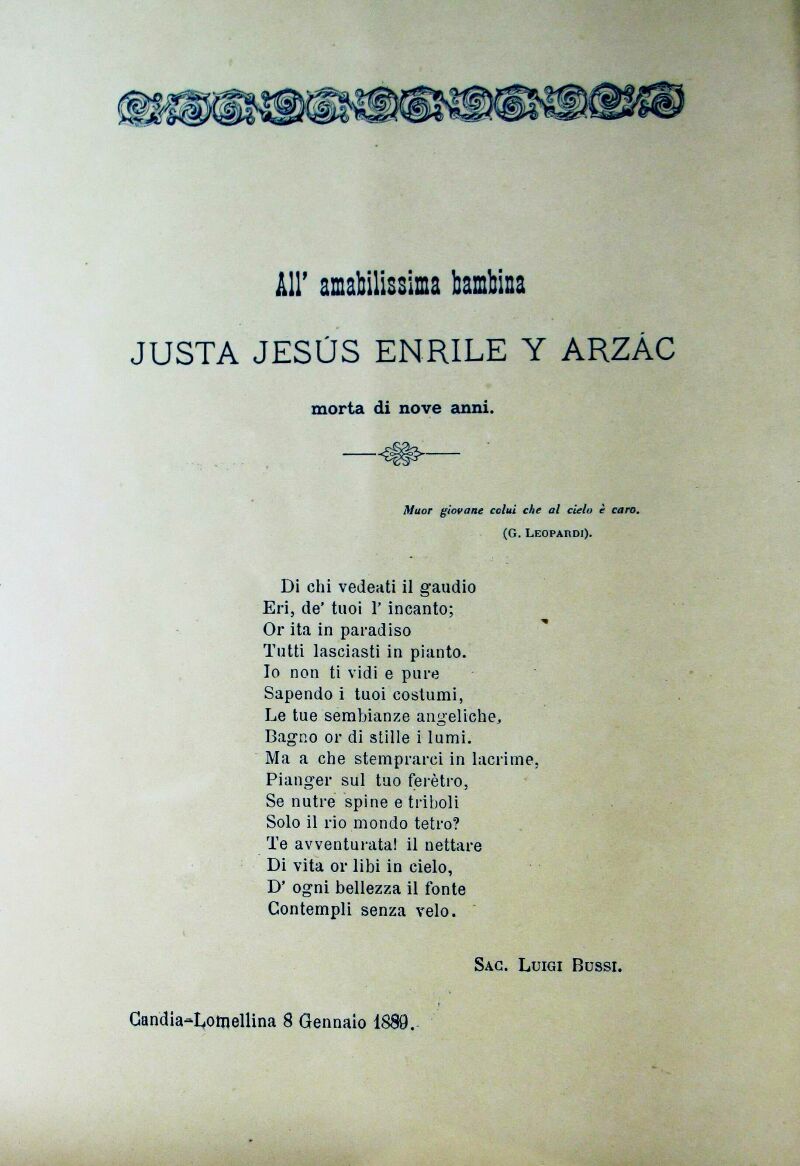 All' amabilissima bambina
JUSTA JESÚS ENRILE Y ARZÁC
morta di nove anni.
Muor giovane colui che al cielo è caro.
(G. LEOPARDI).
Di chi vedeati il gaudio
Eri, de' tuoi l' incanto;
Or ita in paradiso
Tutti lasciasti in pianto.
Io non ti vidi e pure
Sapendo i tuoi costumi,
Le tue sembianze angeliche,
Bagno or di stille i lumi.
Ma a che stemprarci in lacrime,
Pianger sul tuo ferètro,
Se nutre spine e triboli
Solo il rio mondo tetro?
Te avventurata! il nettare
Di vita or libi in cielo,
D' ogni bellezza il fonte
Contempli senza velo.
SAC. LUIGI BUSSI.
Candia-Lomellina 8 Gennaio 1889.